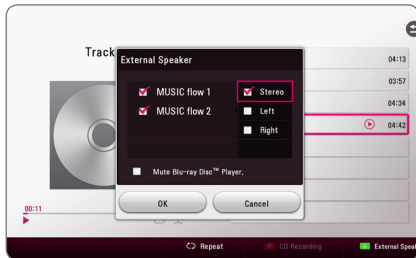 Track
External Speaker
MUSIC flow 1
Stereo
MUSIC flow 2
Left
Right
Mute Blu-ray Disc™ Player.
OK
Cancel
04:13
03:57
04:34
04:42
00:11
Repeat
R CD Recording
G External Speak